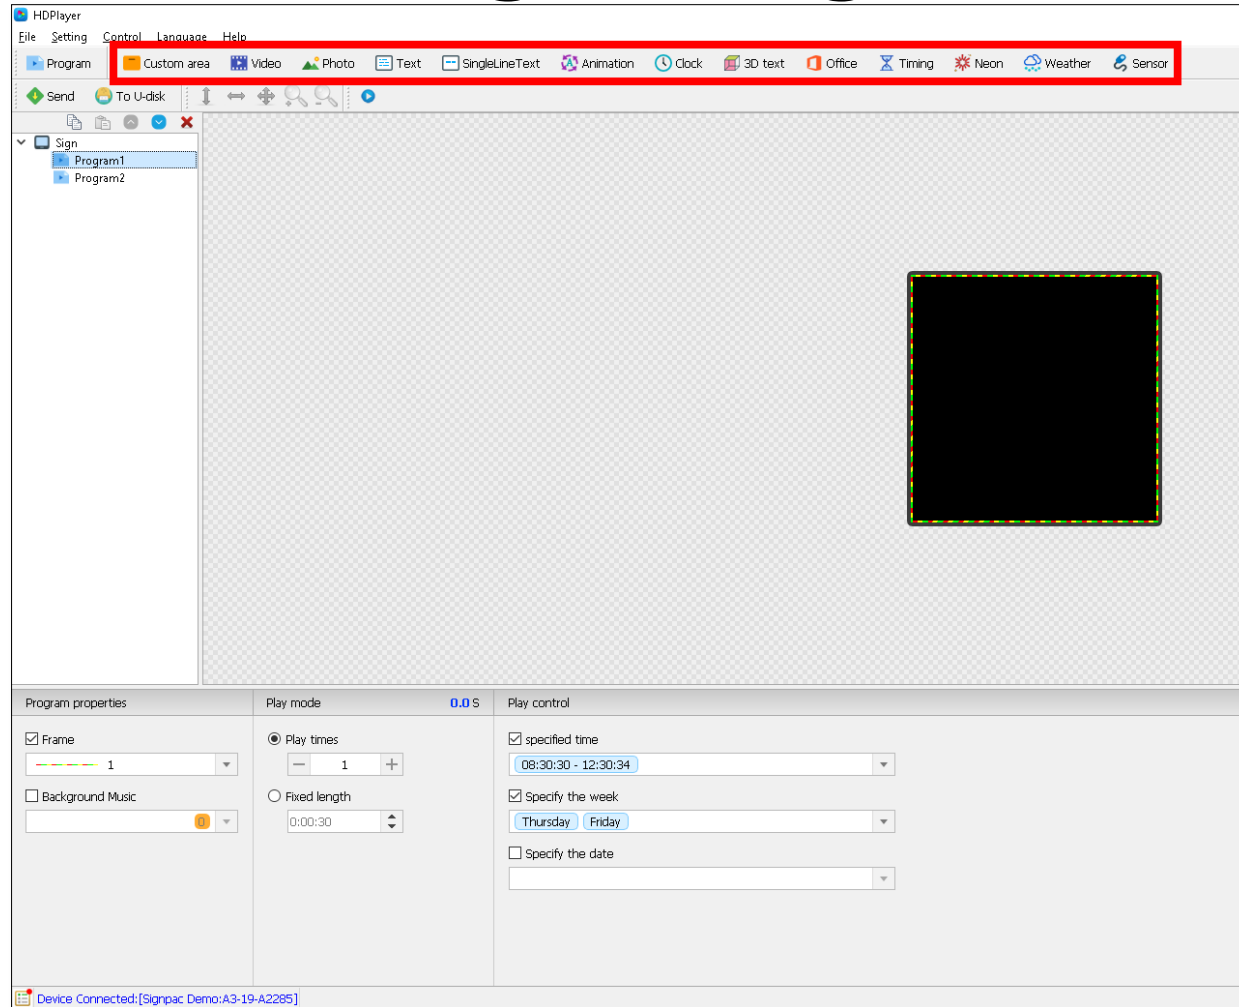 HDPlayer
File Setting Control Language Help
Program Custom area Video Photo Text SingleLineText Animation Clock 3D text Office Timing Neon Weather Sensor
Send To U-disk
Sign
Program1
Program2
Program properties Play mode 0.0 S Play control
Frame Play times specified time
1 1 08:30:30 - 12:30:34
Background Music Fixed length Specify the week
0 0:00:30 Thursday Friday
Specify the date
Device Connected:[Signpac Demo:A3-19-A2285]